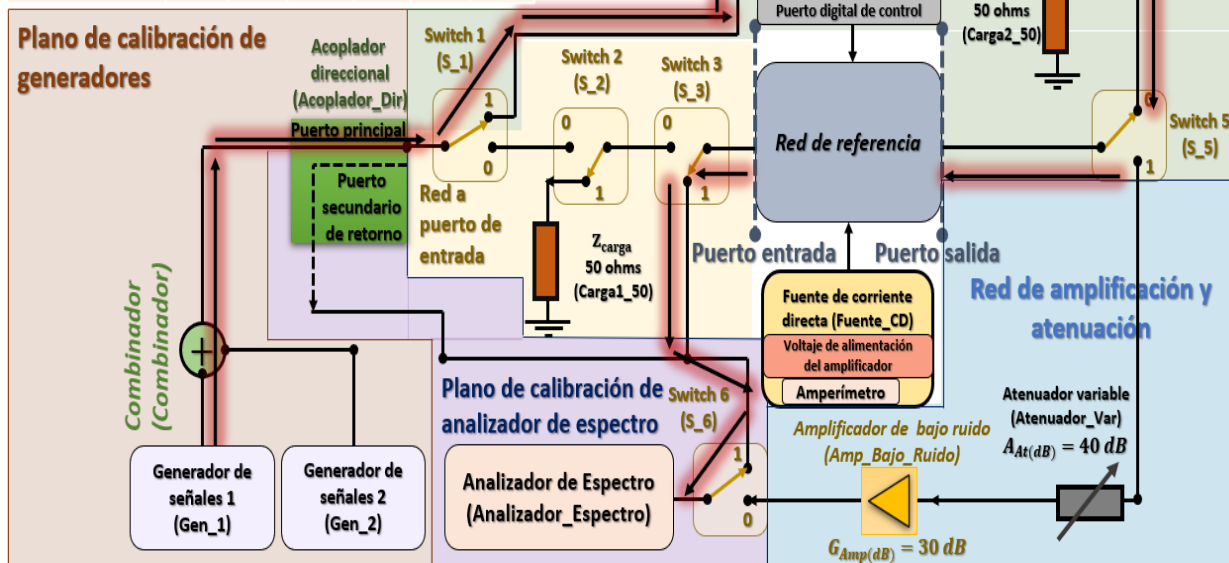 Plano de calibración de
generadores
Acoplador
direccional
(Acoplador_Dir)
Puerto principal
Puerto
secundario
de retorno
Switch 1
(S_1)
1
0
Red a
puerto de
entrada
Switch 2
(S_2)
0
1
Switch 3
(S_3)
0
1
Z_carga
50 ohms
(Carga1_50)
Puerto digital de control
Red de referencia
Puerto entrada
Puerto salida
50 ohms
(Carga2_50)
Switch 5
(S_5)
0
1
Fuente de corriente
directa (Fuente_CD)
Voltaje de alimentación
del amplificador
Amperímetro
Red de amplificación y
atenuación
Combinador
(Combinador)
+
Generador de
señales 1
(Gen_1)
Generador de
señales 2
(Gen_2)
Plano de calibración de
analizador de espectro
Analizador de Espectro
(Analizador_Espectro)
Switch 6
(S_6)
1
0
Amplificador de bajo ruido
(Amp_Bajo_Ruido)
G_Amp(dB) = 30 dB
Atenuador variable
(Atenuador_Var)
A_At(dB) = 40 dB